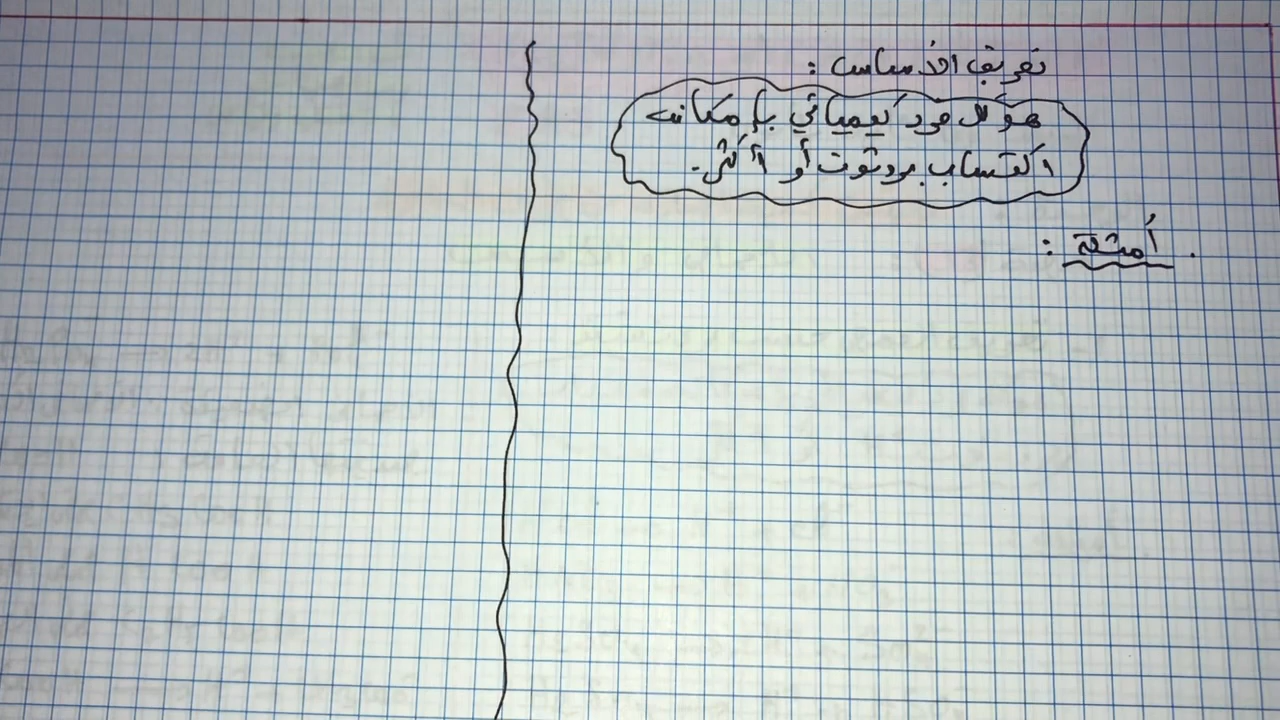 تعريف الأساس :
هو كل فرد كيميائي بإمكانه
اكتساب بروتون أو أكثر.
. أمثلة :